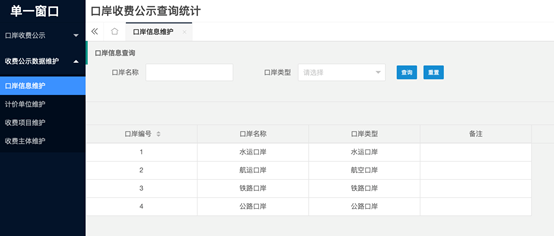 单一窗口
口岸收费公示查询统计
口岸收费公示
收费公示数据维护
口岸信息维护
计价单位维护
收费项目维护
收费主体维护
口岸信息维护 ×
口岸信息查询
口岸名称 口岸类型 请选择 查询 重置
口岸编号 口岸名称 口岸类型 备注
1 水运口岸 水运口岸
2 航运口岸 航空口岸
3 铁路口岸 铁路口岸
4 公路口岸 公路口岸